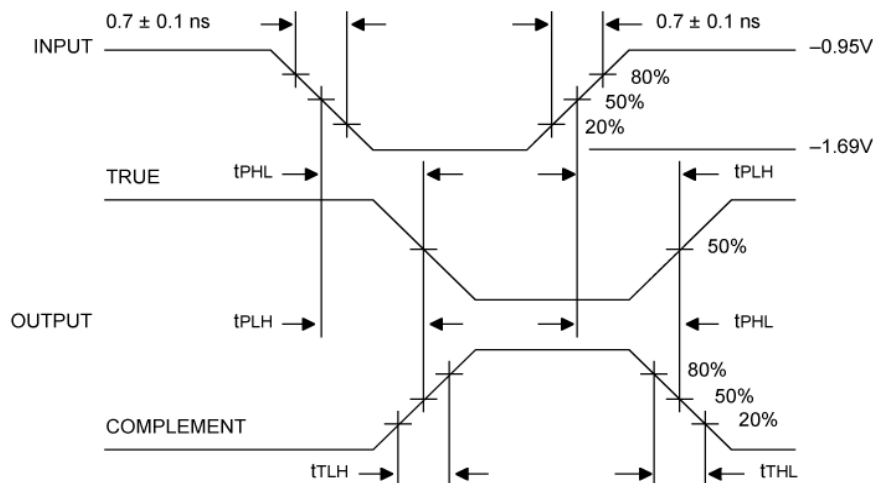 0.7 ± 0.1 ns 0.7 ± 0.1 ns
INPUT –0.95V
80%
50%
20%
–1.69V
tPHL tPLH
TRUE
50%
OUTPUT tPLH tPHL
80%
50%
COMPLEMENT 20%
tTLH tTHL